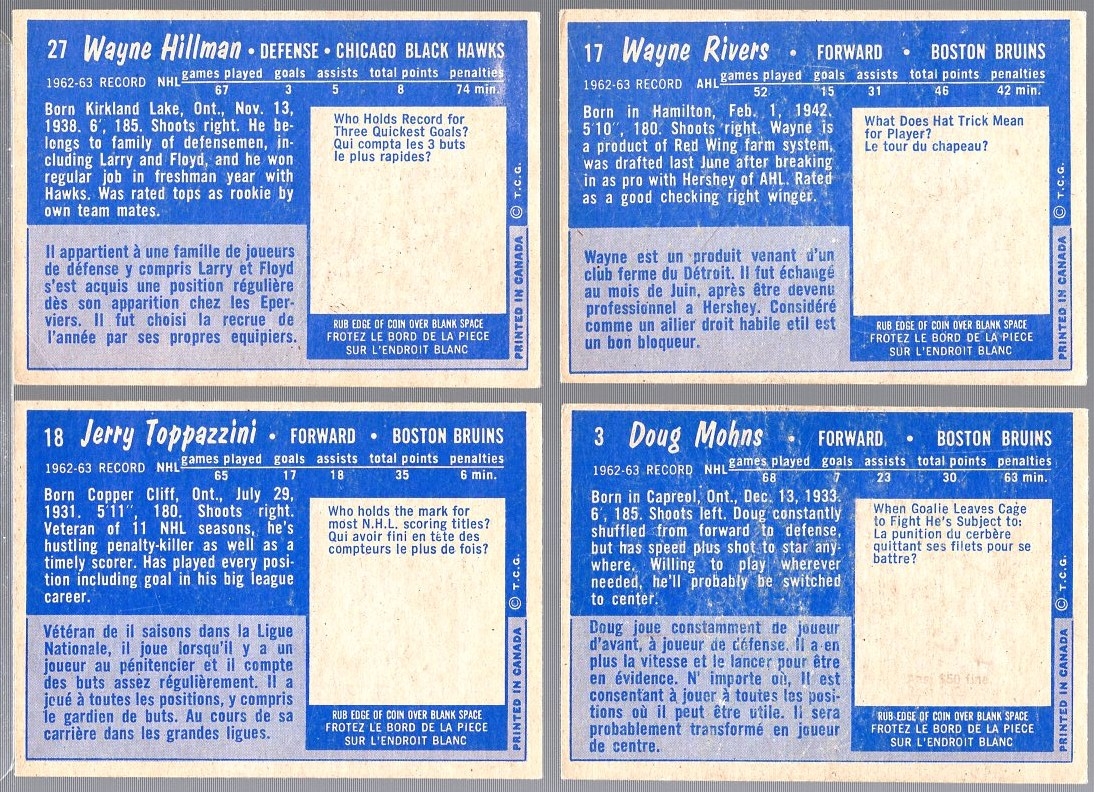 27 Wayne Hillman • DEFENSE • CHICAGO BLACK HAWKS
1962-63 RECORD NHL games played goals assists total points penalties
67 3 5 8 74 min.
Born Kirkland Lake, Ont., Nov. 13,
1938. 6', 185. Shoots right. He be-
longs to family of defensemen, in-
cluding Larry and Floyd, and he won
regular job in freshman year with
Hawks. Was rated tops as rookie by
own team mates.
Who Holds Record for
Three Quickest Goals?
Qui compta les 3 buts
le plus rapides?
Il appartient à une famille de joueurs
de défense y compris Larry et Floyd
s'est acquis une position régulière
dès son apparition chez les Eper-
viers. Il fut choisi la recrue de
l'année par ses propres equipiers.
RUB EDGE OF COIN OVER BLANK SPACE
FROTEZ LE BORD DE LA PIECE
SUR L'ENDROIT BLANC
PRINTED IN CANADA © T.C.G.
17 Wayne Rivers • FORWARD • BOSTON BRUINS
1962-63 RECORD AHL games played goals assists total points penalties
52 15 31 46 42 min.
Born in Hamilton, Feb. 1, 1942.
5'10", 180. Shoots right. Wayne is
a product of Red Wing farm system,
was drafted last June after breaking
in as pro with Hershey of AHL. Rated
as a good checking right winger.
What Does Hat Trick Mean
for Player?
Le tour du chapeau?
Wayne est un produit venant d'un
club ferme du Détroit. Il fut échangé
au mois de Juin, après être devenu
professionnel a Hershey. Considéré
comme un ailier droit habile etil est
un bon bloqueur.
RUB EDGE OF COIN OVER BLANK SPACE
FROTEZ LE BORD DE LA PIECE
SUR L'ENDROIT BLANC
PRINTED IN CANADA © T.C.G.
18 Jerry Toppazzini • FORWARD • BOSTON BRUINS
1962-63 RECORD NHL games played goals assists total points penalties
65 17 18 35 6 min.
Born Copper Cliff, Ont., July 29,
1931. 5'11", 180. Shoots right.
Veteran of 11 NHL seasons, he's
hustling penalty-killer as well as a
timely scorer. Has played every posi-
tion including goal in his big league
career.
Who holds the mark for
most N.H.L. scoring titles?
Qui avoir fini en tète des
compteurs le plus de fois?
Vétéran de il saisons dans la Ligue
Nationale, il joue lorsqu'il y a un
joueur au pénitencier et il compte
des buts assez régulièrement. Il a
joué à toutes les positions, y compris
le gardien de buts. Au cours de sa
carrière dans les grandes ligues.
RUB EDGE OF COIN OVER BLANK SPACE
FROTEZ LE BORD DE LA PIECE
SUR L'ENDROIT BLANC
PRINTED IN CANADA © T.C.G.
3 Doug Mohns • FORWARD • BOSTON BRUINS
1962-63 RECORD NHL games played goals assists total points penalties
68 7 23 30 63 min.
Born in Capreol, Ont., Dec. 13, 1933.
6', 185. Shoots left. Doug constantly
shuffled from forward to defense,
but has speed plus shot to star any-
where. Willing to play wherever
needed, he'll probably be switched
to center.
When Goalie Leaves Cage
to Fight He's Subject to:
La punition du cerbère
quittant ses filets pour se
battre?
$50 fine
Doug joue constamment de joueur
d'avant, à joueur de défense. Il a en
plus la vitesse et le lancer pour être
en évidence. N' importe où, Il est
consentant à jouer à toutes les posi-
tions où il peut être utile. Il sera
probablement transformé en joueur
de centre.
RUB EDGE OF COIN OVER BLANK SPACE
FROTEZ LE BORD DE LA PIECE
SUR L'ENDROIT BLANC
PRINTED IN CANADA © T.C.G.